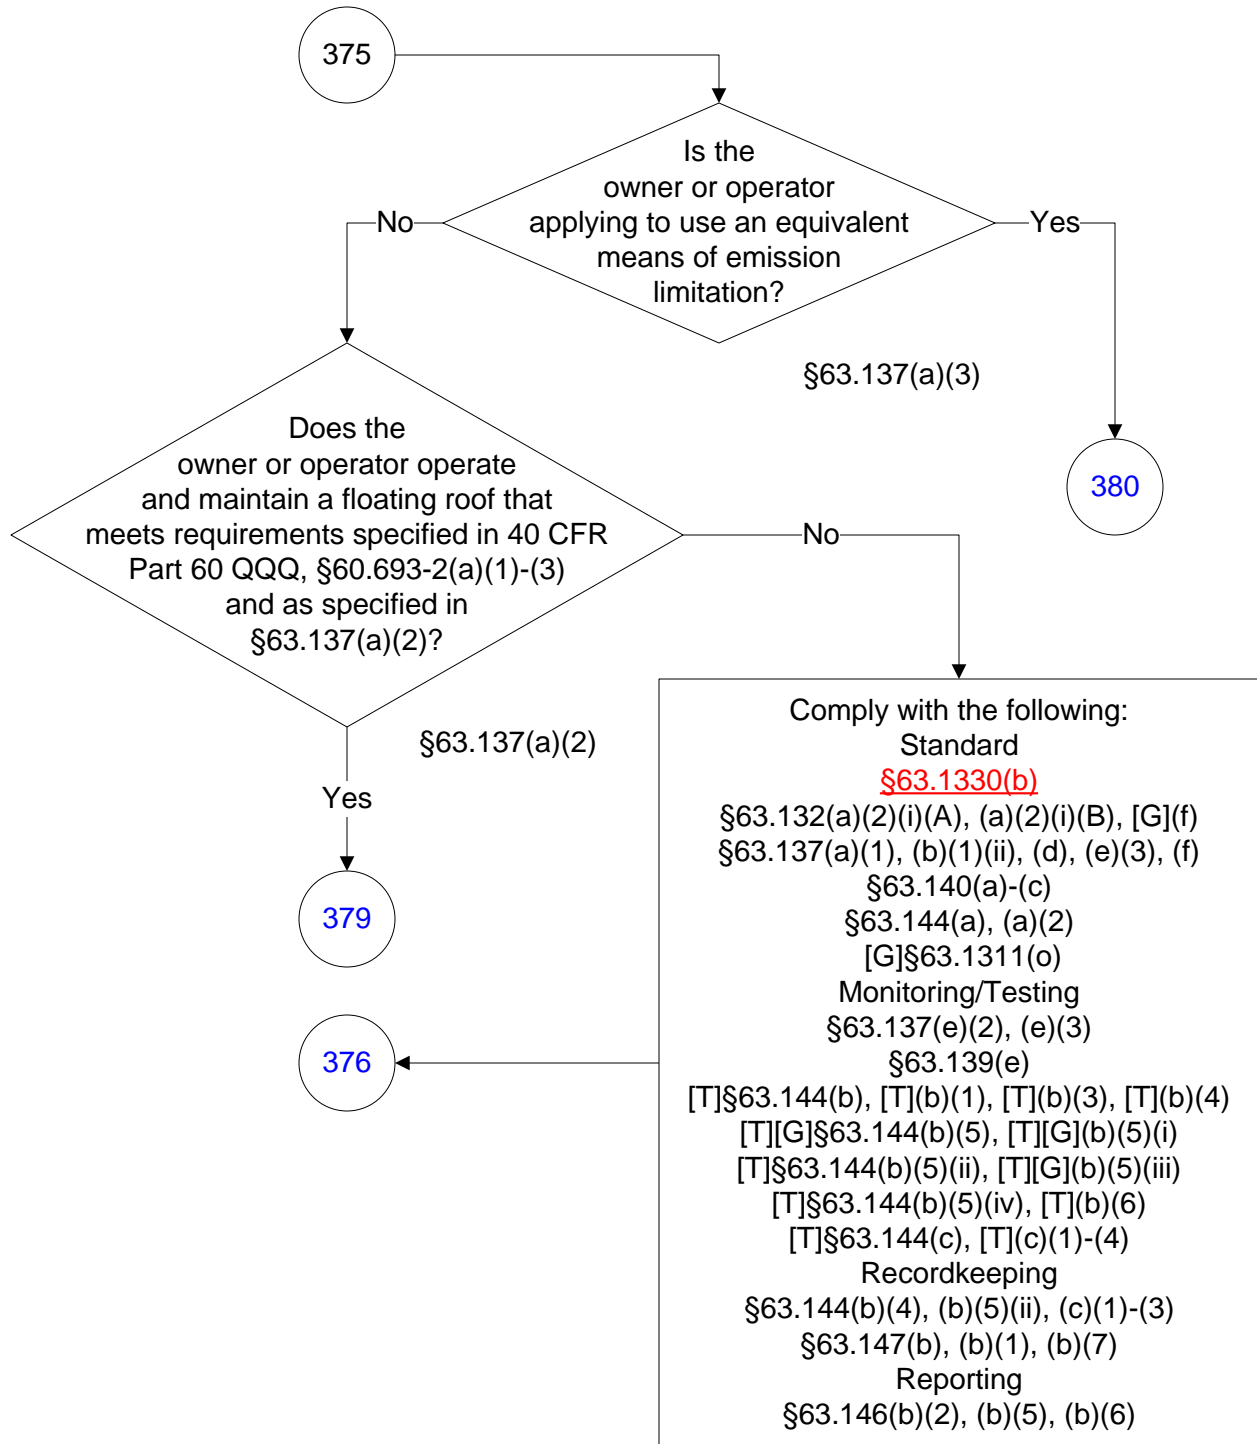 375
Is the
owner or operator
applying to use an equivalent
means of emission
limitation?
No
Yes
§63.137(a)(3)
380
Does the
owner or operator operate
and maintain a floating roof that
meets requirements specified in 40 CFR
Part 60 QQQ, §60.693-2(a)(1)-(3)
and as specified in
§63.137(a)(2)?
No
§63.137(a)(2)
Yes
379
376
Comply with the following:
Standard
§63.1330(b)
§63.132(a)(2)(i)(A), (a)(2)(i)(B), [G](f)
§63.137(a)(1), (b)(1)(ii), (d), (e)(3), (f)
§63.140(a)-(c)
§63.144(a), (a)(2)
[G]§63.1311(o)
Monitoring/Testing
§63.137(e)(2), (e)(3)
§63.139(e)
[T]§63.144(b), [T](b)(1), [T](b)(3), [T](b)(4)
[T][G]§63.144(b)(5), [T][G](b)(5)(i)
[T]§63.144(b)(5)(ii), [T][G](b)(5)(iii)
[T]§63.144(b)(5)(iv), [T](b)(6)
[T]§63.144(c), [T](c)(1)-(4)
Recordkeeping
§63.144(b)(4), (b)(5)(ii), (c)(1)-(3)
§63.147(b), (b)(1), (b)(7)
Reporting
§63.146(b)(2), (b)(5), (b)(6)